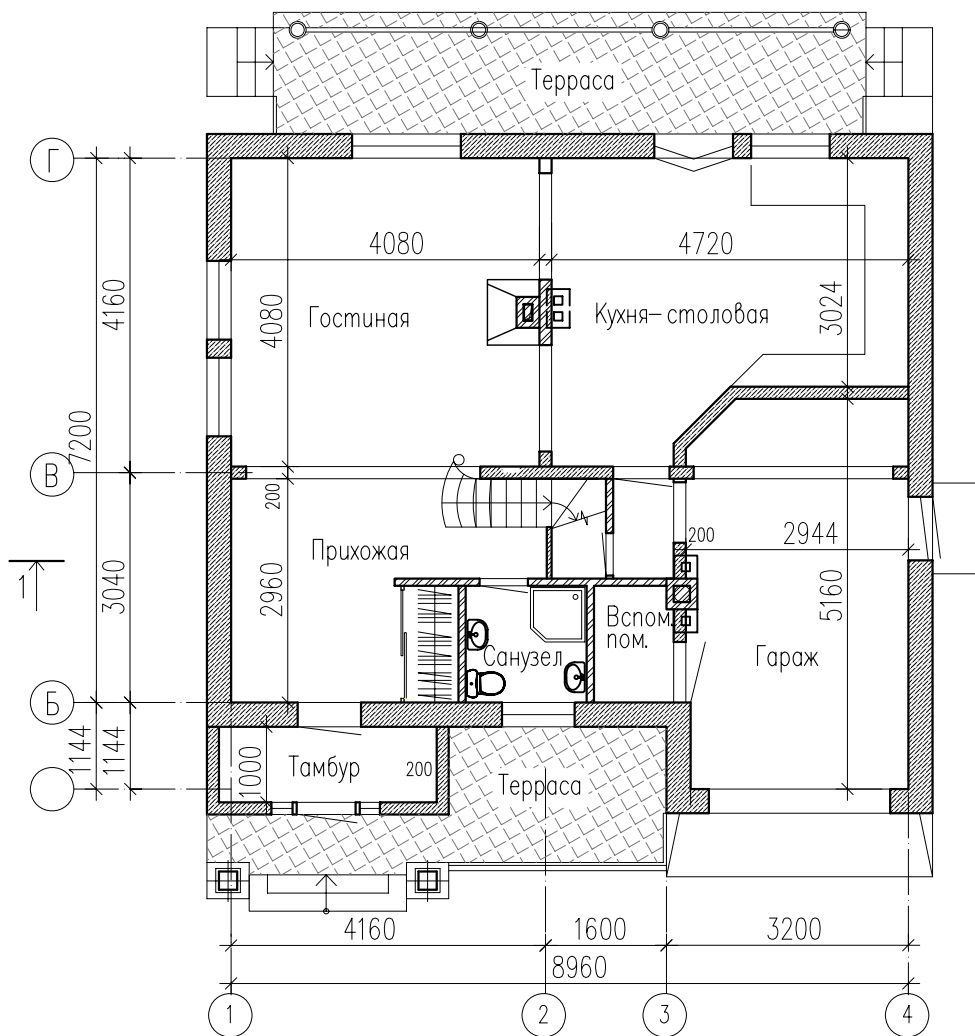 Терраса
Г
4080
4720
4160
4080
Гостиная
Кухня-столовая
3024
7200
В
200
Прихожая
200
2944
1
3040
2960
5160
Вспом.
пом.
Санузел
Гараж
Б
1144
1144
1000
Тамбур
200
Терраса
4160
1600
3200
8960
1
2
3
4